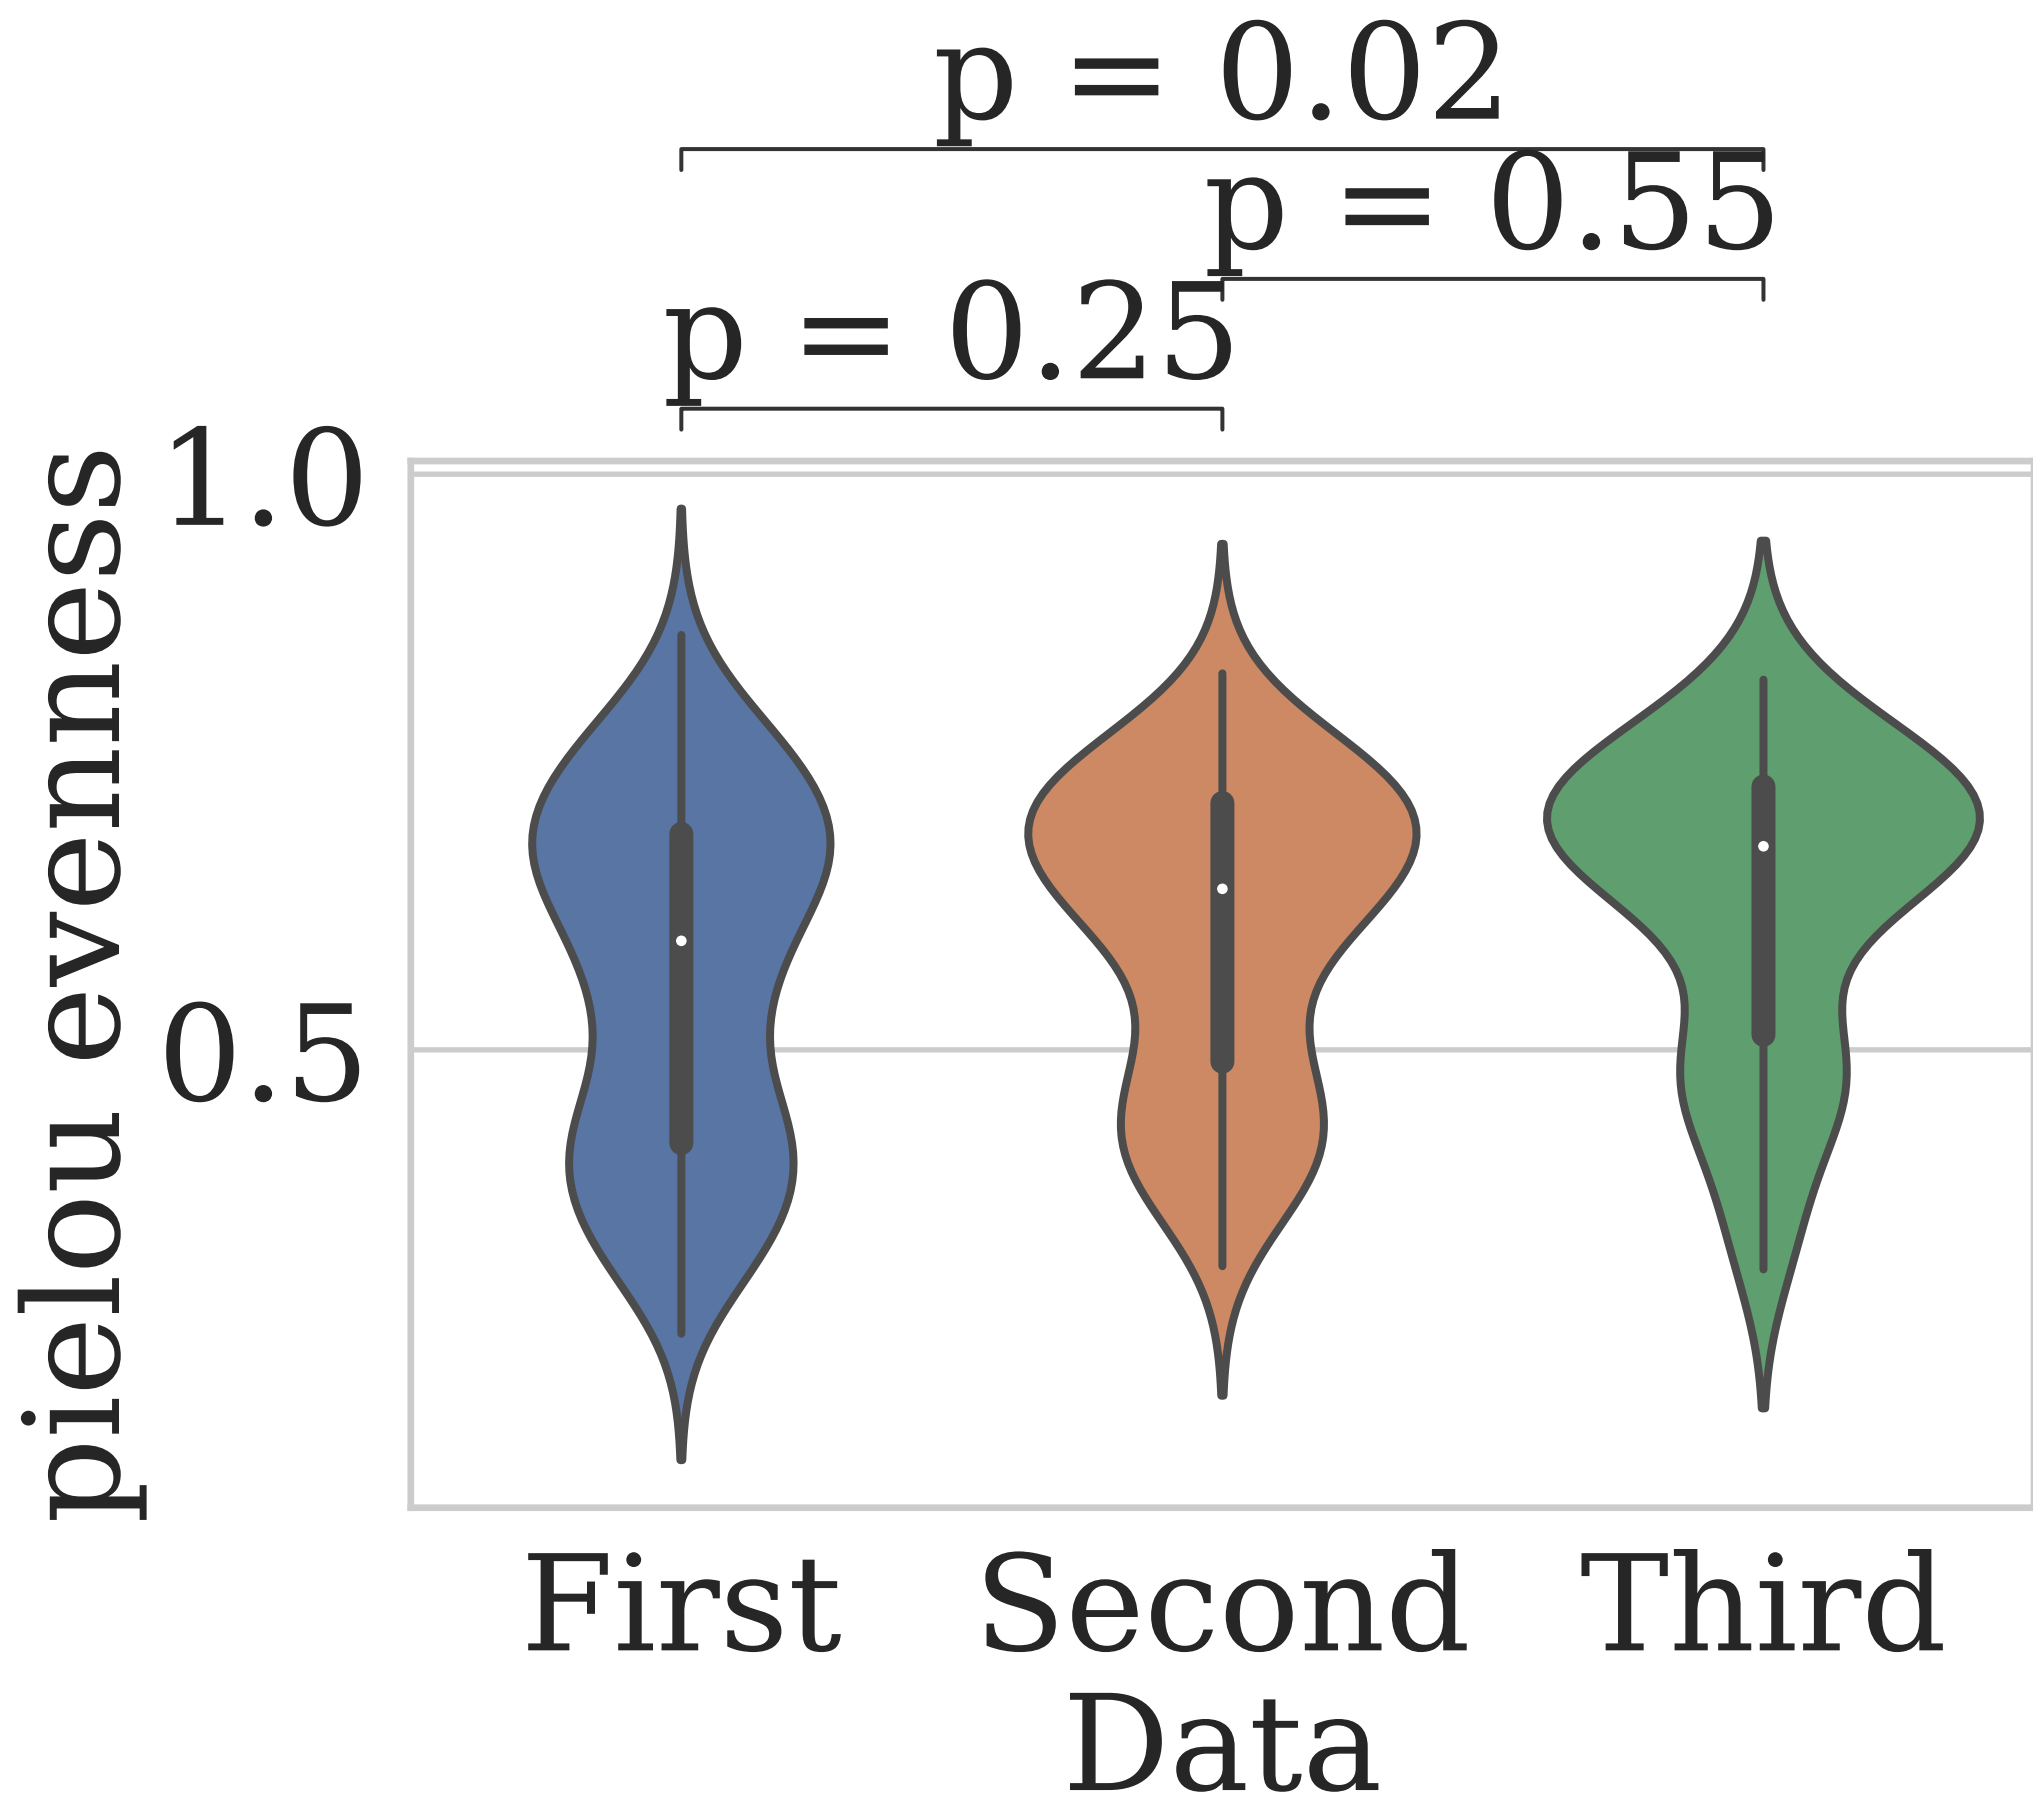 p = 0.02
p = 0.55
p = 0.25
pielou evenness
1.0
0.5
First Second Third
Data